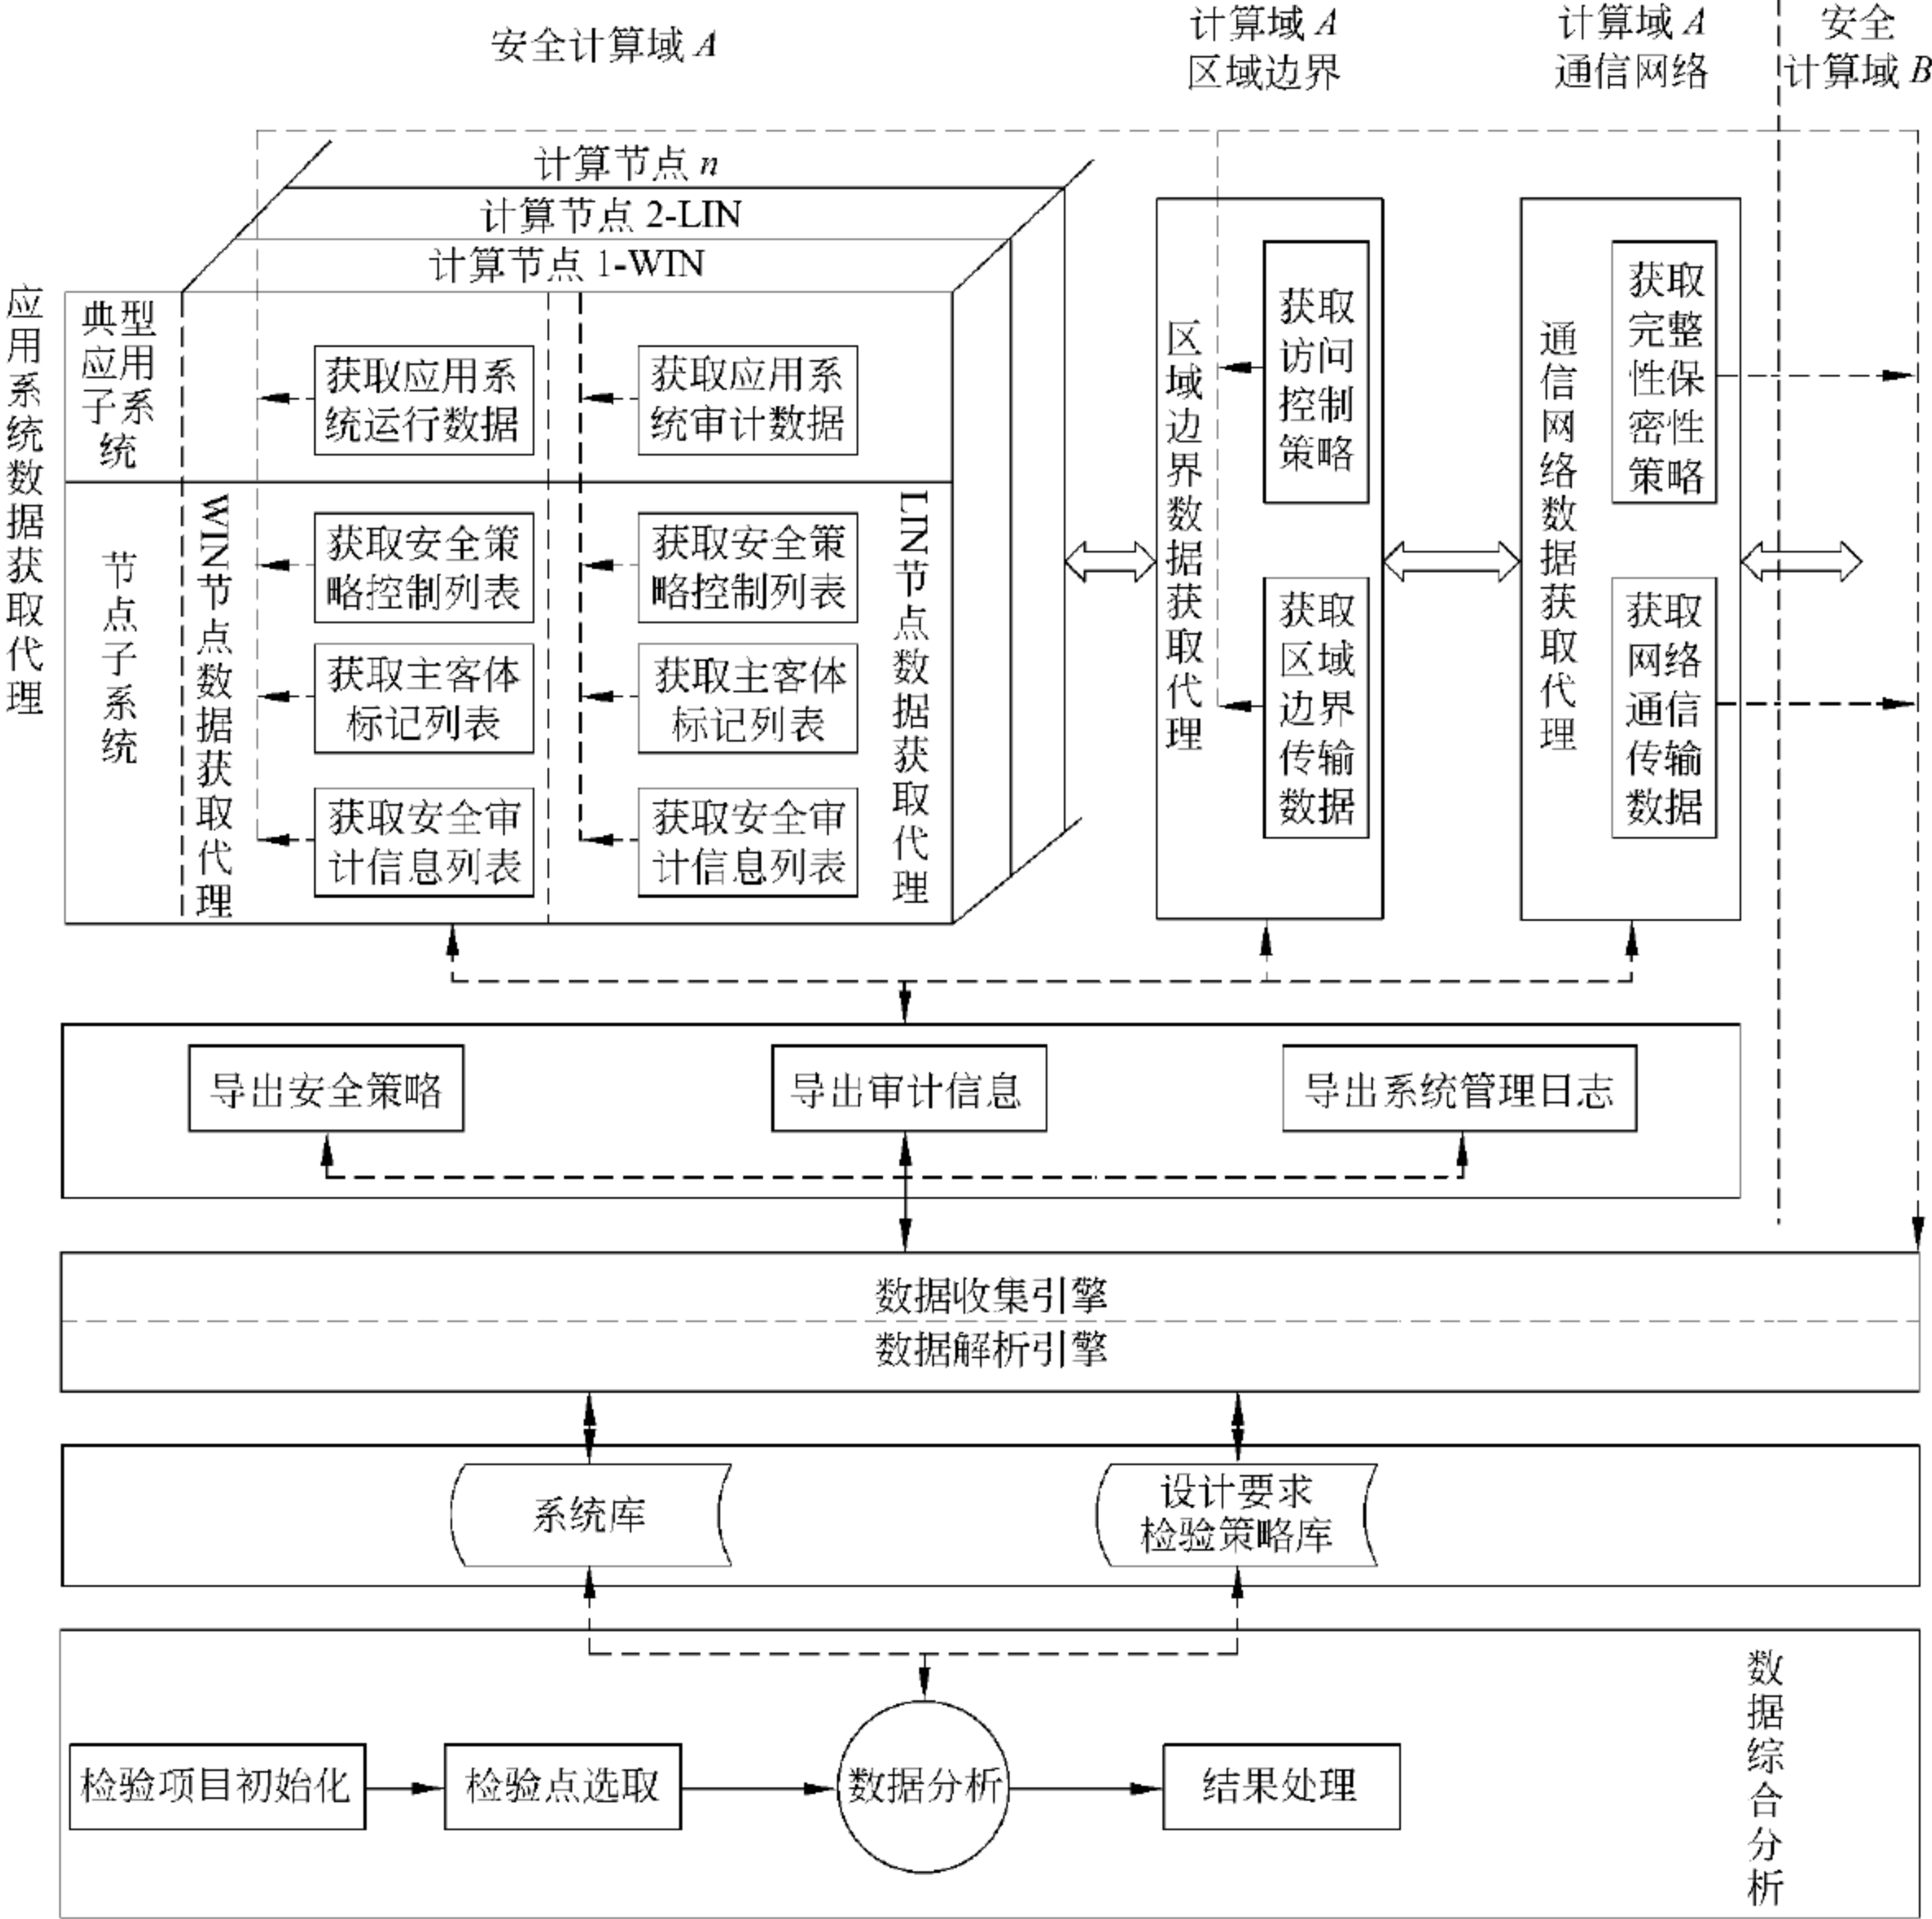 安全计算域 A
计算域 A
区域边界
计算域 A
通信网络
安全
计算域 B
计算节点 n
计算节点 2-LIN
计算节点 1-WIN
应用系统数据获取代理
典型
应用
子系
统
获取应用系
统运行数据
获取应用系
统审计数据
节点子系统
WIN节点数据获取代理
获取安全策
略控制列表
获取主客体
标记列表
获取安全审
计信息列表
获取安全策
略控制列表
获取主客体
标记列表
获取安全审
计信息列表
LIN节点数据获取代理
区域边界数据获取代理
获取
访问
控制
策略
获取
区域
边界
传输
数据
通信网络数据获取代理
获取
完整
性保
密性
策略
获取
网络
通信
传输
数据
导出安全策略
导出审计信息
导出系统管理日志
数据收集引擎
数据解析引擎
系统库
设计要求
检验策略库
检验项目初始化
检验点选取
数据分析
结果处理
数据综合分析